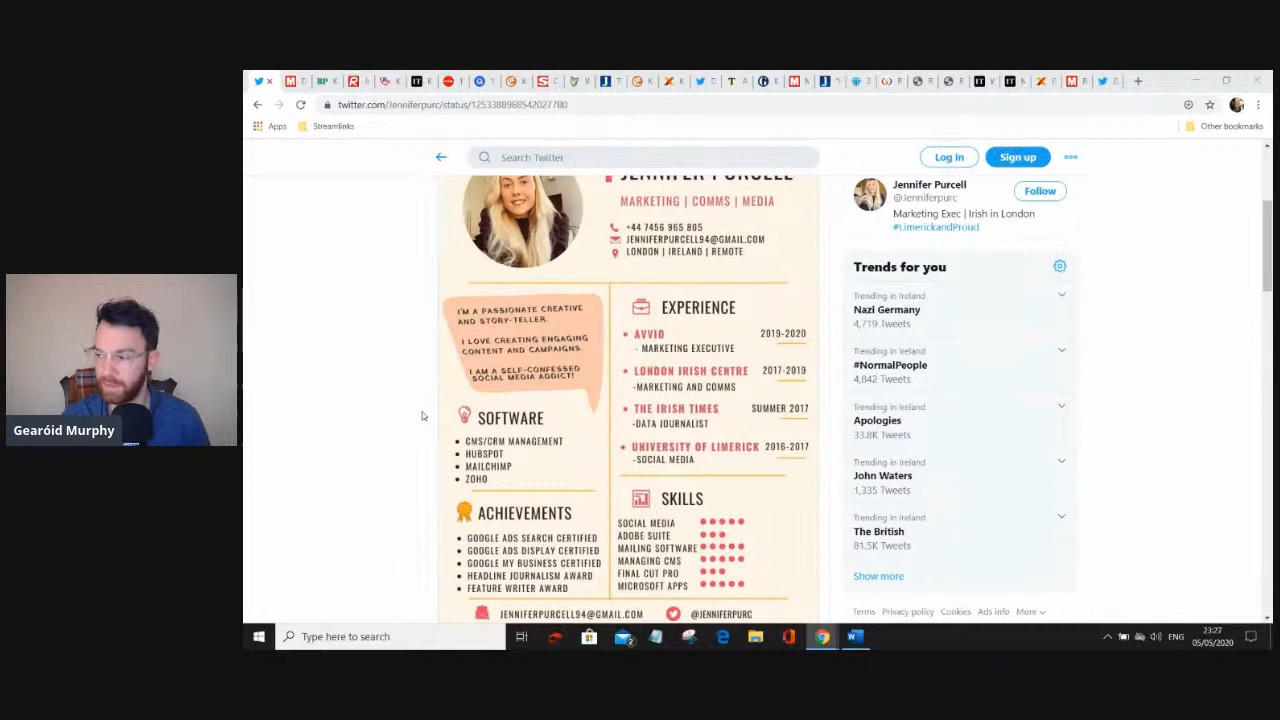 twitter.com/Jenniferpurc/status/1253388968542027780
Apps
Streamlinks
Other bookmarks
Search Twitter
Log in
Sign up
JENNIFER PURCELL
MARKETING | COMMS | MEDIA
+44 7456 965 805
JENNIFERPURCELL94@GMAIL.COM
LONDON | IRELAND | REMOTE
I'M A PASSIONATE CREATIVE
AND STORY-TELLER.
I LOVE CREATING ENGAGING
CONTENT AND CAMPAIGNS.
I AM A SELF-CONFESSED
SOCIAL MEDIA ADDICT!
SOFTWARE
CMS/CRM MANAGEMENT
HUBSPOT
MAILCHIMP
ZOHO
ACHIEVEMENTS
GOOGLE ADS SEARCH CERTIFIED
GOOGLE ADS DISPLAY CERTIFIED
GOOGLE MY BUSINESS CERTIFIED
HEADLINE JOURNALISM AWARD
FEATURE WRITER AWARD
EXPERIENCE
AVVIO 2019-2020
- MARKETING EXECUTIVE
LONDON IRISH CENTRE 2017-2019
-MARKETING AND COMMS
THE IRISH TIMES SUMMER 2017
-DATA JOURNALIST
UNIVERSITY OF LIMERICK 2016-2017
-SOCIAL MEDIA
SKILLS
SOCIAL MEDIA
ADOBE SUITE
MAILING SOFTWARE
MANAGING CMS
FINAL CUT PRO
MICROSOFT APPS
JENNIFERPURCELL94@GMAIL.COM
@JENNIFERPURC
Jennifer Purcell
@Jenniferpurc
Follow
Marketing Exec | Irish in London
#LimerickandProud
Trends for you
Trending in Ireland
Nazi Germany
4,719 Tweets
Trending in Ireland
#NormalPeople
4,842 Tweets
Trending in Ireland
Apologies
33.8K Tweets
Trending in Ireland
John Waters
1,335 Tweets
Trending in Ireland
The British
81.5K Tweets
Show more
Terms Privacy policy Cookies Ads info More
Gearóid Murphy
Type here to search
ENG
23:27
05/05/2020